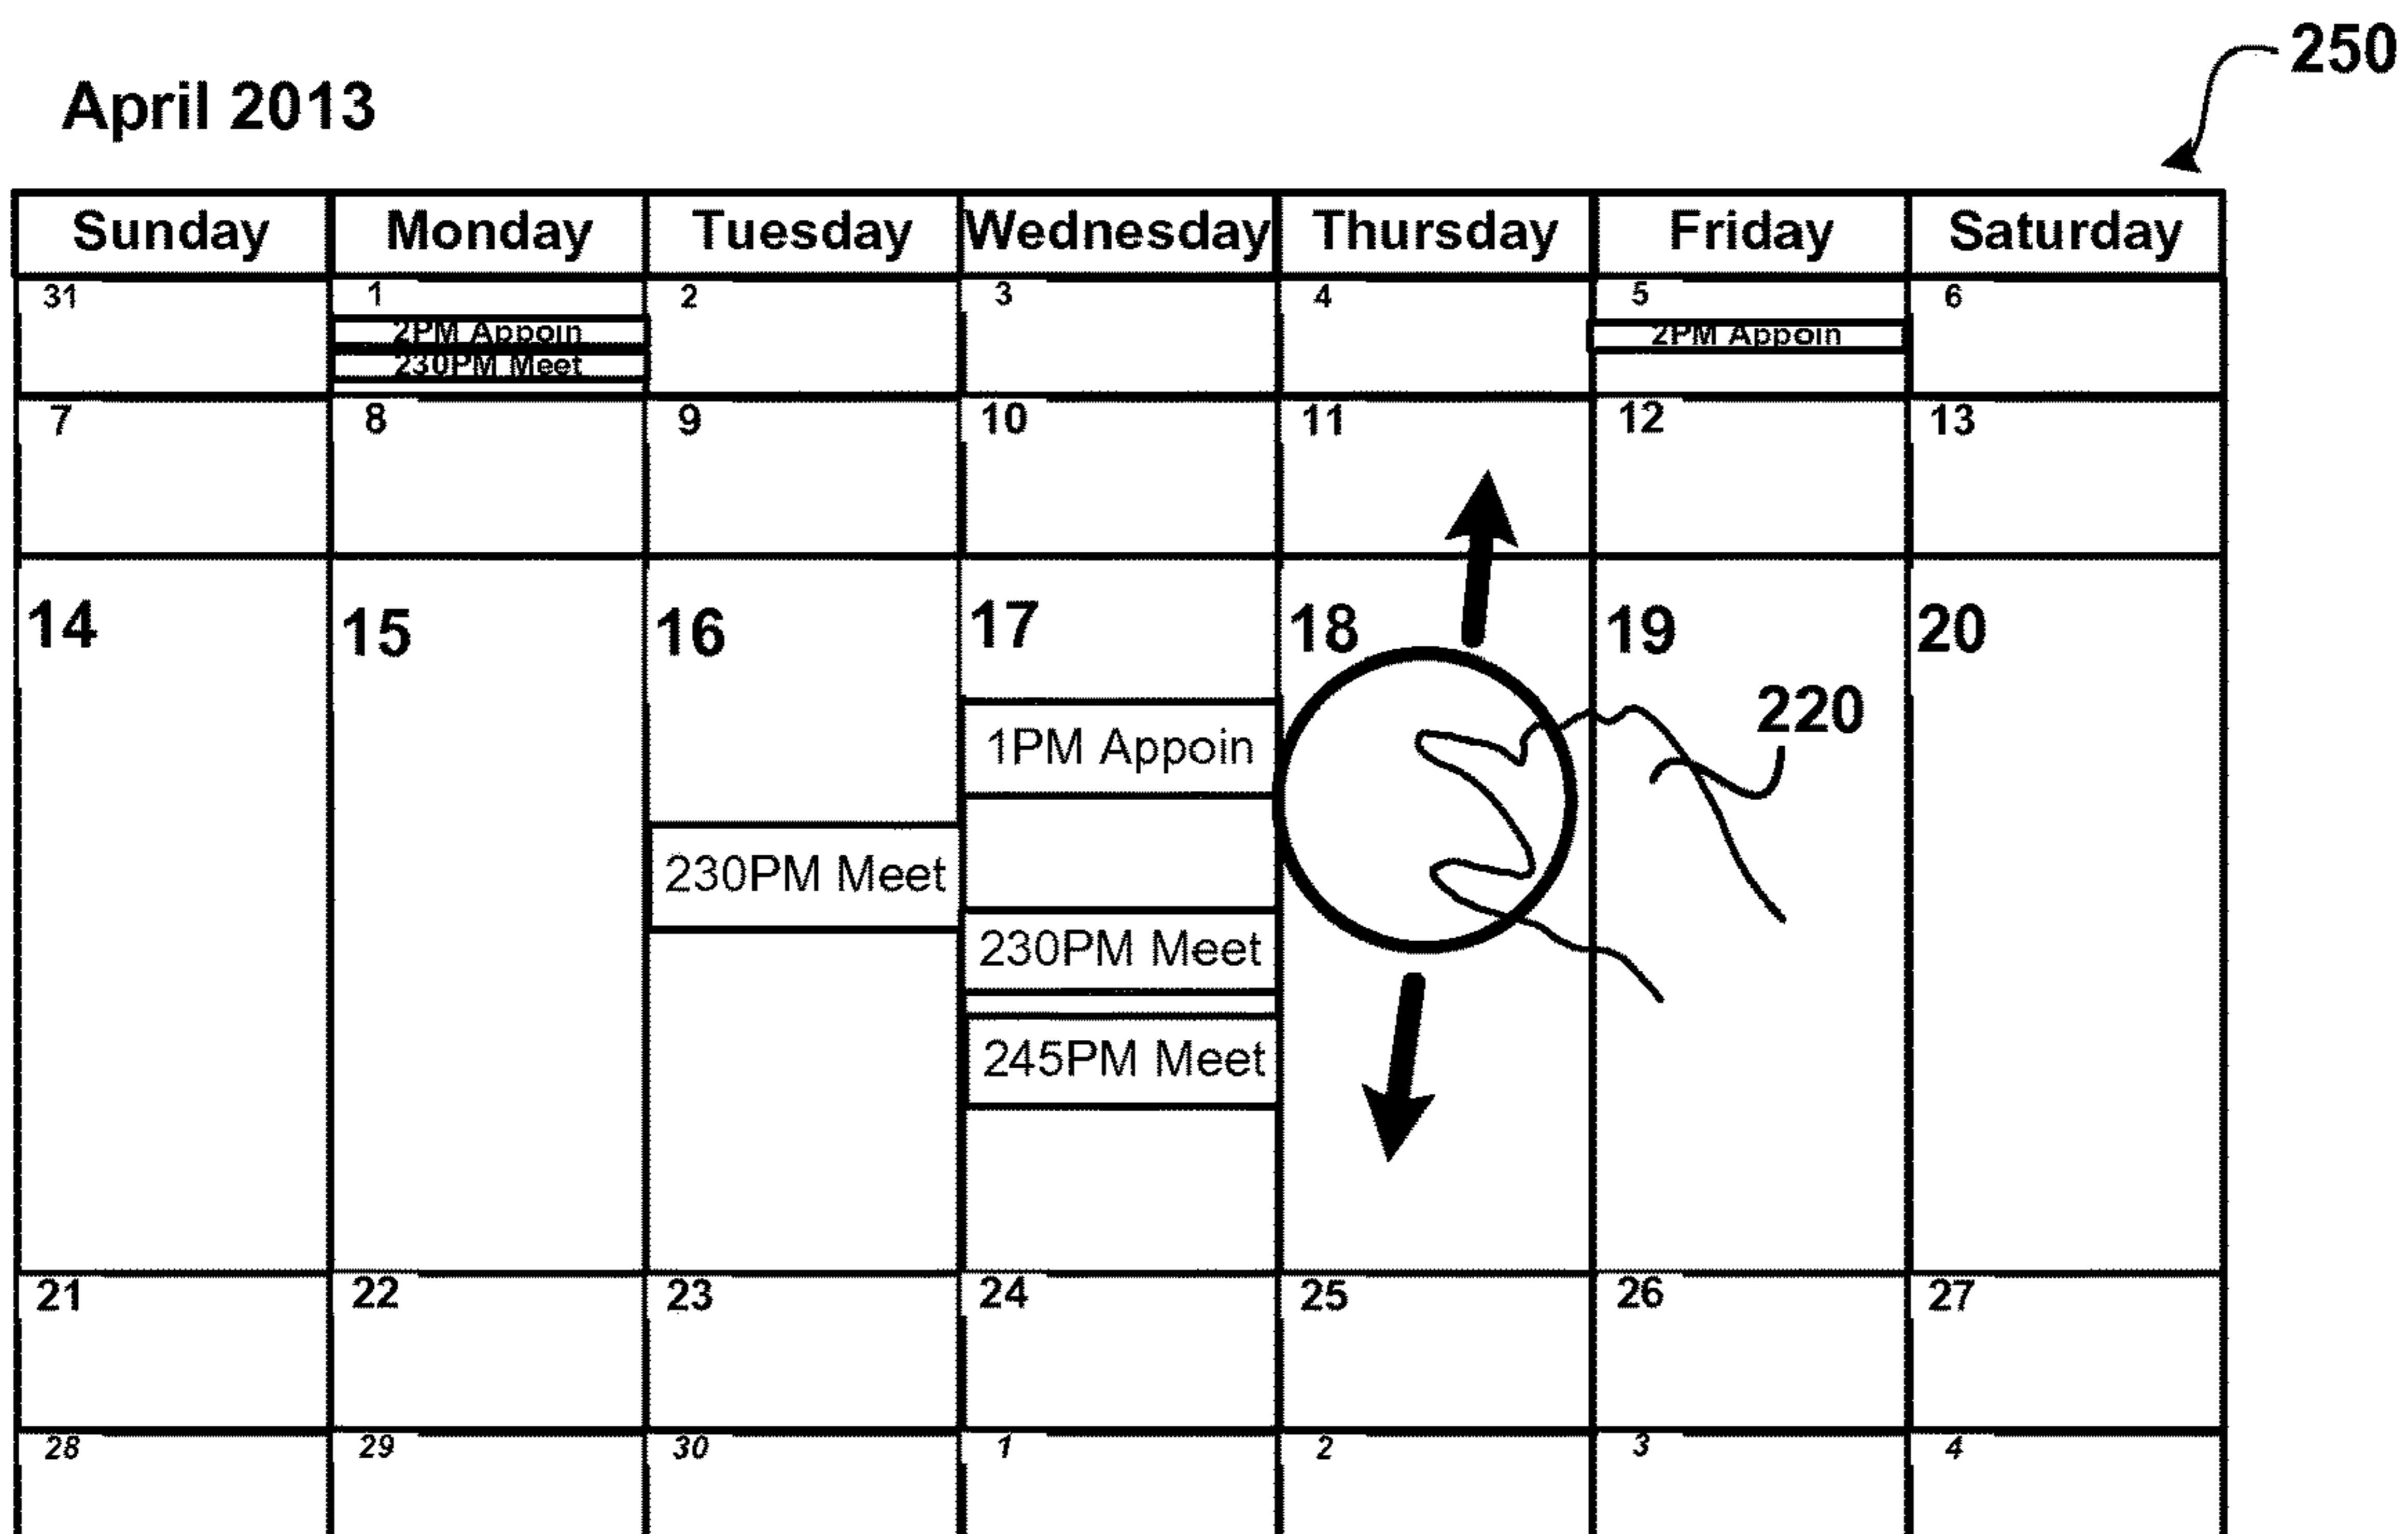 250
April 2013
Sunday Monday Tuesday Wednesday Thursday Friday Saturday
31 1 2 3 4 5 6
2PM Appoin 2PM Appoin
230PM Meet
7 8 9 10 11 12 13
14 15 16 17 18 19 20
220
1PM Appoin
230PM Meet
230PM Meet
245PM Meet
21 22 23 24 25 26 27
28 29 30 1 2 3 4